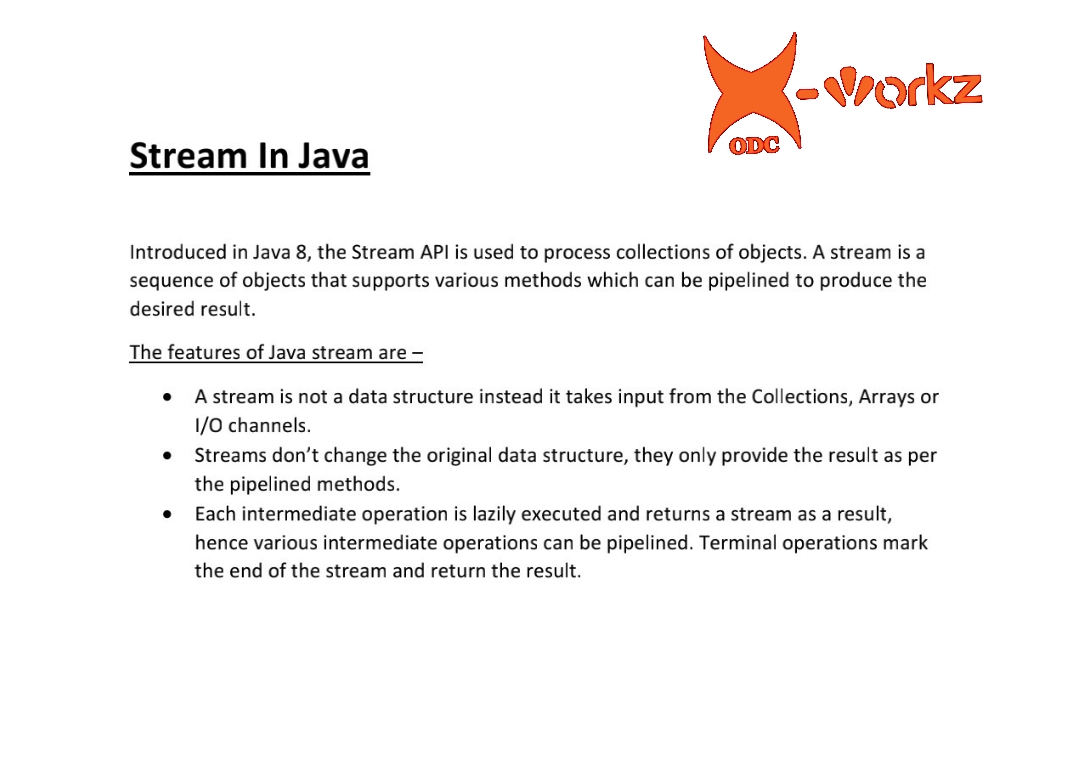 X-workz
ODC
Stream In Java
Introduced in Java 8, the Stream API is used to process collections of objects. A stream is a
sequence of objects that supports various methods which can be pipelined to produce the
desired result.
The features of Java stream are –
• A stream is not a data structure instead it takes input from the Collections, Arrays or
I/O channels.
• Streams don’t change the original data structure, they only provide the result as per
the pipelined methods.
• Each intermediate operation is lazily executed and returns a stream as a result,
hence various intermediate operations can be pipelined. Terminal operations mark
the end of the stream and return the result.